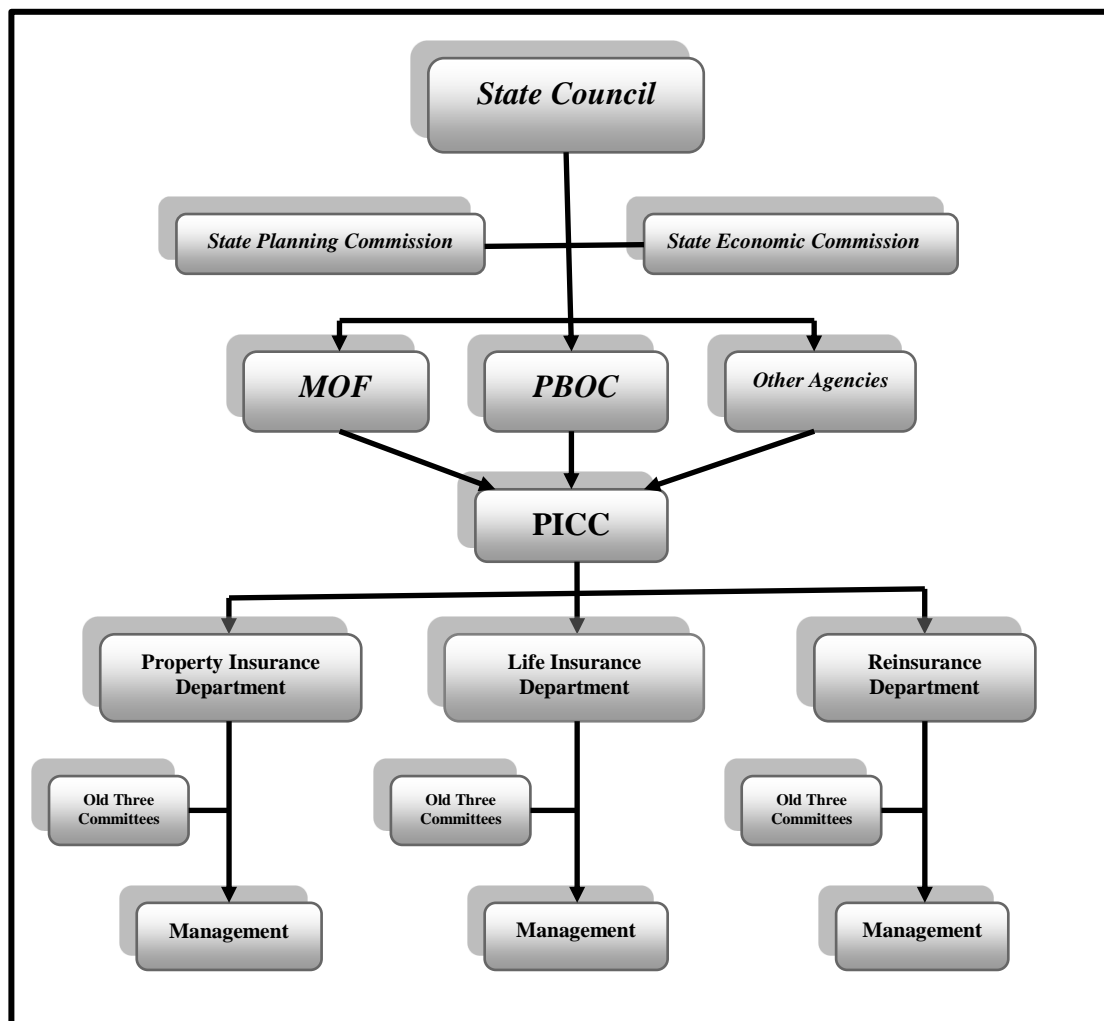 State Council
State Planning Commission
State Economic Commission
MOF
PBOC
Other Agencies
PICC
Property Insurance
Department
Life Insurance
Department
Reinsurance
Department
Old Three
Committees
Old Three
Committees
Old Three
Committees
Management
Management
Management